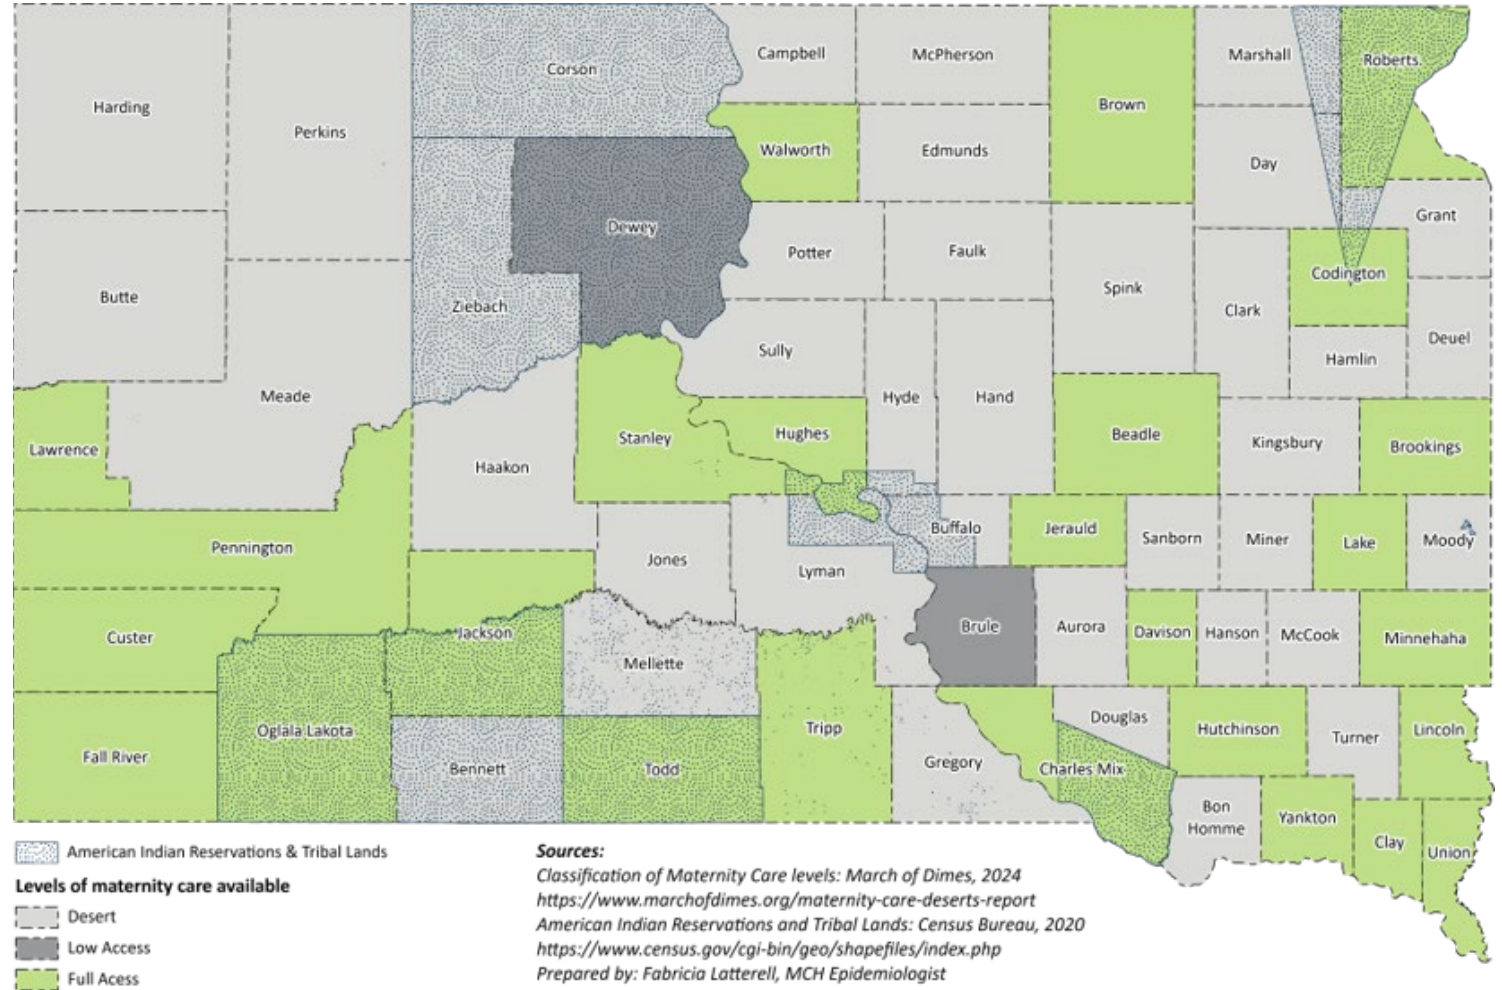 Corson
Campbell
McPherson
Marshall
Roberts
Harding
Perkins
Brown
Walworth
Edmunds
Day
Dewey
Grant
Potter
Faulk
Codington
Butte
Ziebach
Spink
Clark
Deuel
Sully
Hamlin
Meade
Hyde
Hand
Stanley
Hughes
Beadle
Kingsbury
Brookings
Lawrence
Haakon
Buffalo
Jerauld
Sanborn
Miner
Lake
Moody
Pennington
Jones
Lyman
Custer
Jackson
Brule
Aurora
Davison
Hanson
McCook
Minnehaha
Mellette
Douglas
Oglala Lakota
Tripp
Hutchinson
Turner
Lincoln
Fall River
Bennett
Todd
Gregory
Charles Mix
Bon
Homme
Yankton
Clay
Union
American Indian Reservations & Tribal Lands
Levels of maternity care available
Desert
Low Access
Full Acess
Sources:
Classification of Maternity Care levels: March of Dimes, 2024
https://www.marchofdimes.org/maternity-care-deserts-report
American Indian Reservations and Tribal Lands: Census Bureau, 2020
https://www.census.gov/cgi-bin/geo/shapefiles/index.php
Prepared by: Fabricia Latterell, MCH Epidemiologist